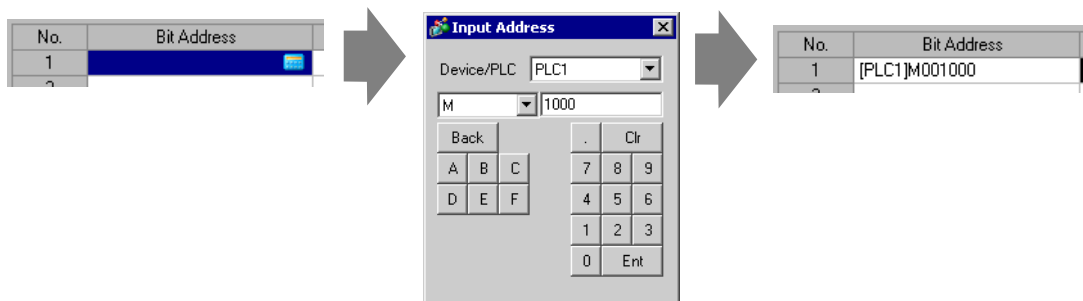 No. Bit Address
1
Input Address
Device/PLC PLC1
M 1000
Back . Clr
A B C 7 8 9
D E F 4 5 6
1 2 3
0 Ent
No. Bit Address
1 [PLC1]M001000